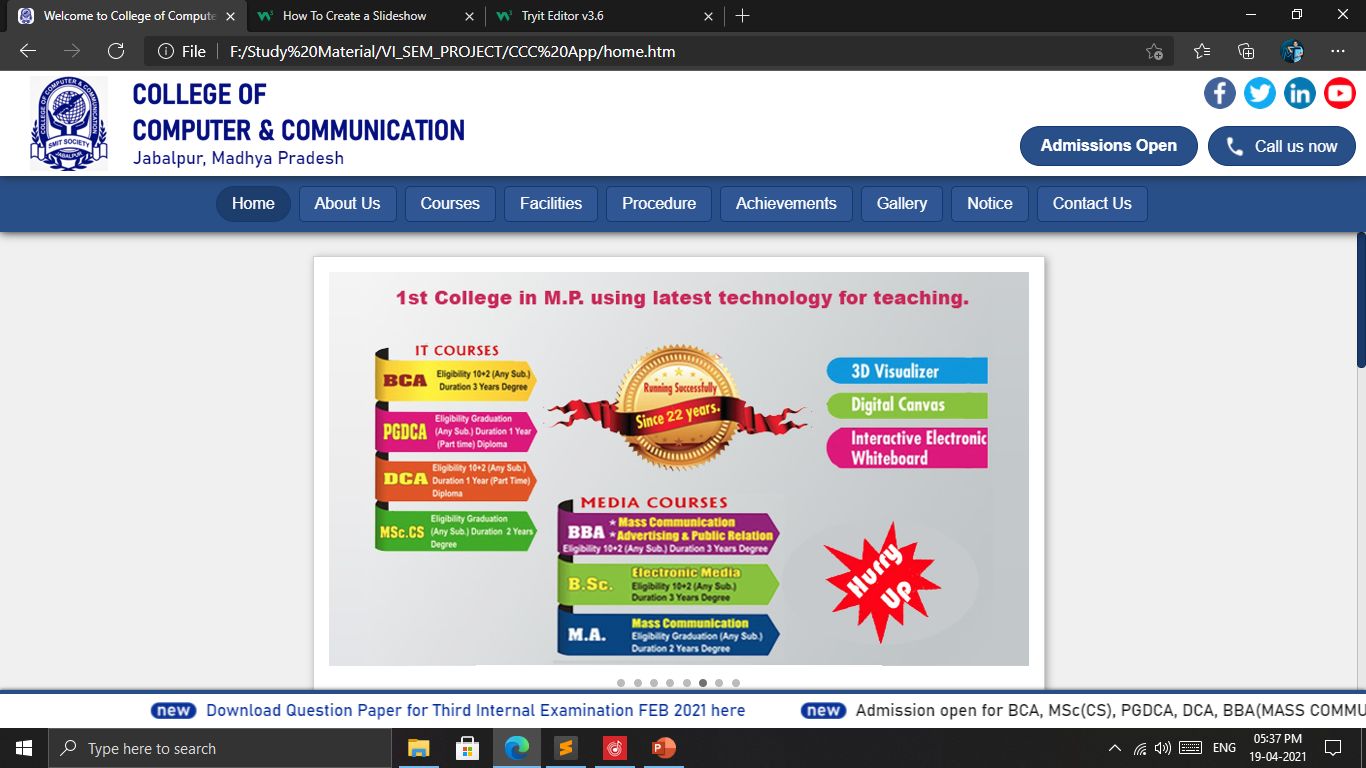 Welcome to College of Compute
How To Create a Slideshow
Tryit Editor v3.6
File
F:/Study%20Material/VI_SEM_PROJECT/CCC%20App/home.htm
COLLEGE OF COMPUTER & COMMUNICATION
SMIT SOCIETY
JABALPUR
COLLEGE OF
COMPUTER & COMMUNICATION
Jabalpur, Madhya Pradesh
Admissions Open
Call us now
Home
About Us
Courses
Facilities
Procedure
Achievements
Gallery
Notice
Contact Us
1st College in M.P. using latest technology for teaching.
IT COURSES
BCA
Eligibility 10+2 (Any Sub.)
Duration 3 Years Degree
PGDCA
Eligibility Graduation
(Any Sub.) Duration 1 Year
(Part time) Diploma
DCA
Eligibility 10+2 (Any Sub.)
Duration 1 Year (Part Time)
Diploma
MSc.CS
Eligibility Graduation
(Any Sub.) Duration 2 Years
Degree
Running Successfully
Since 22 years.
3D Visualizer
Digital Canvas
Interactive Electronic
Whiteboard
MEDIA COURSES
BBA
* Mass Communication
* Advertising & Public Relation
Eligibility 10+2 (Any Sub.) Duration 3 Years Degree
B.Sc.
Electronic Media
Eligibility 10+2 (Any Sub.)
Duration 3 Years Degree
M.A.
Mass Communication
Eligibility Graduation (Any Sub.)
Duration 2 Years Degree
Hurry
Up
new Download Question Paper for Third Internal Examination FEB 2021 here
new Admission open for BCA, MSc(CS), PGDCA, DCA, BBA(MASS COMMU
Type here to search
ENG
05:37 PM
19-04-2021